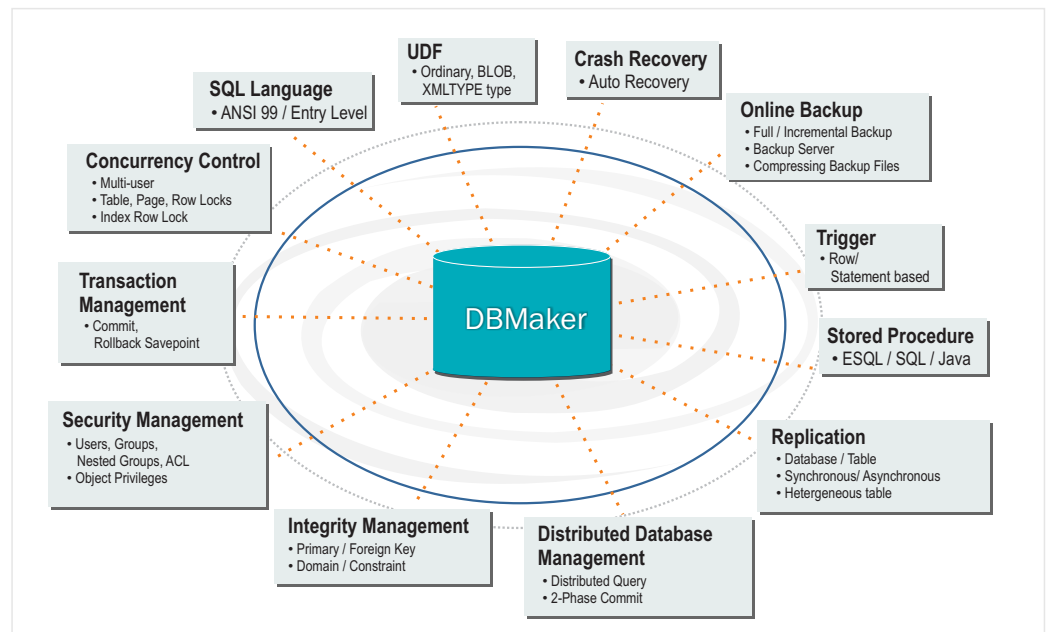 UDF
• Ordinary, BLOB,
XMLTYPE type
Crash Recovery
• Auto Recovery
SQL Language
• ANSI 99 / Entry Level
Online Backup
• Full / Incremental Backup
• Backup Server
• Compressing Backup Files
Concurrency Control
• Multi-user
• Table, Page, Row Locks
• Index Row Lock
Trigger
• Row/
Statement based
Transaction
Management
• Commit,
Rollback Savepoint
DBMaker
Stored Procedure
• ESQL / SQL / Java
Security Management
• Users, Groups,
Nested Groups, ACL
• Object Privileges
Replication
• Database / Table
• Synchronous/ Asynchronous
• Hetergeneous table
Integrity Management
• Primary / Foreign Key
• Domain / Constraint
Distributed Database
Management
• Distributed Query
• 2-Phase Commit